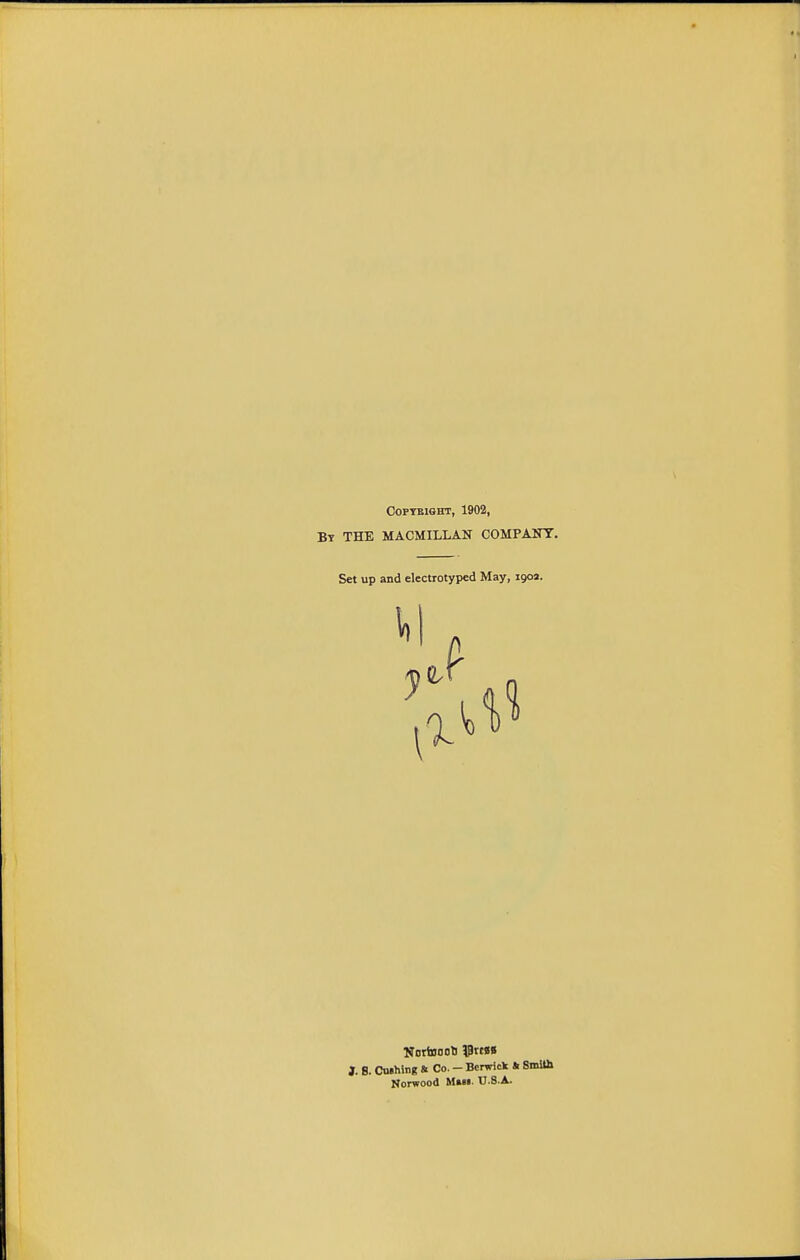 COPYRIGHT, 1902,
BY THE MACMILLAN COMPANY.
Set up and electrotyped May, 1902.
Norwood Press
J. S. Cushing & Co. – Berwick & Smith
Norwood Mass. U.S.A.